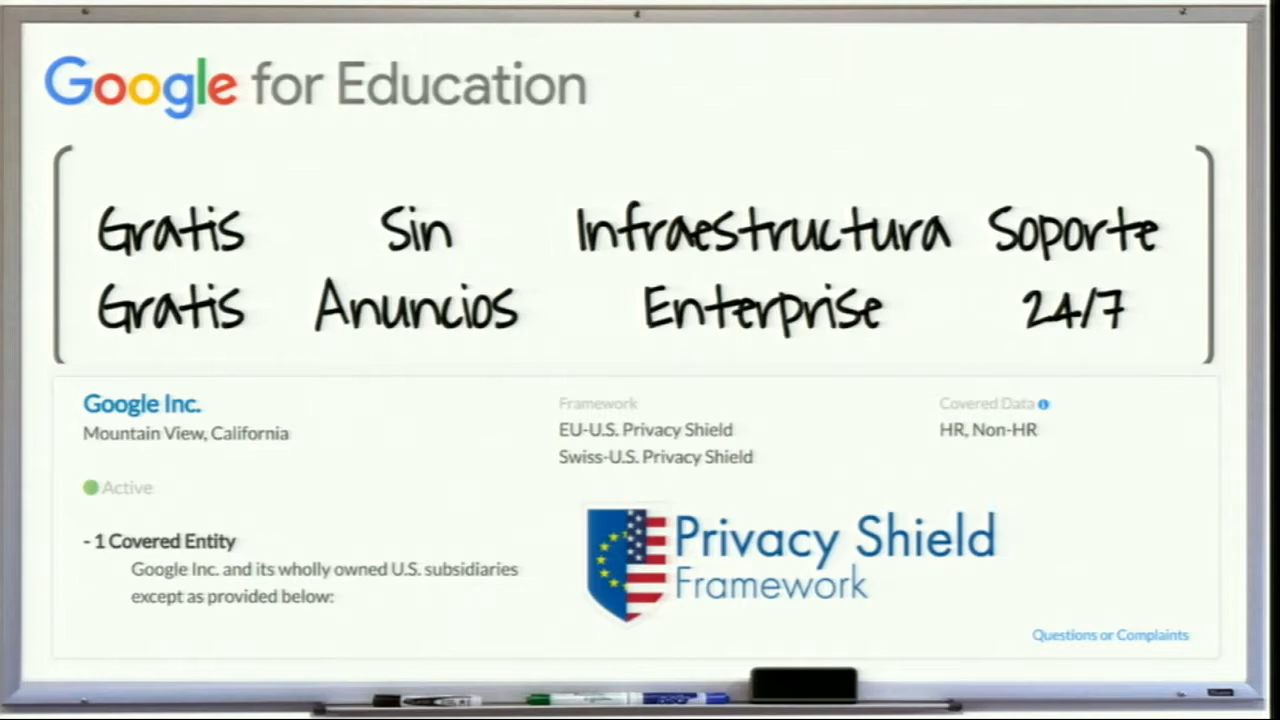 Google for Education
Gratis Sin Infraestructura Soporte
Gratis Anuncios Enterprise 24/7
Google Inc.
Mountain View, California
Framework
EU-U.S. Privacy Shield
Swiss-U.S. Privacy Shield
Covered Data
HR, Non-HR
Active
- 1 Covered Entity
Google Inc. and its wholly owned U.S. subsidiaries
except as provided below:
Privacy Shield
Framework
Questions or Complaints